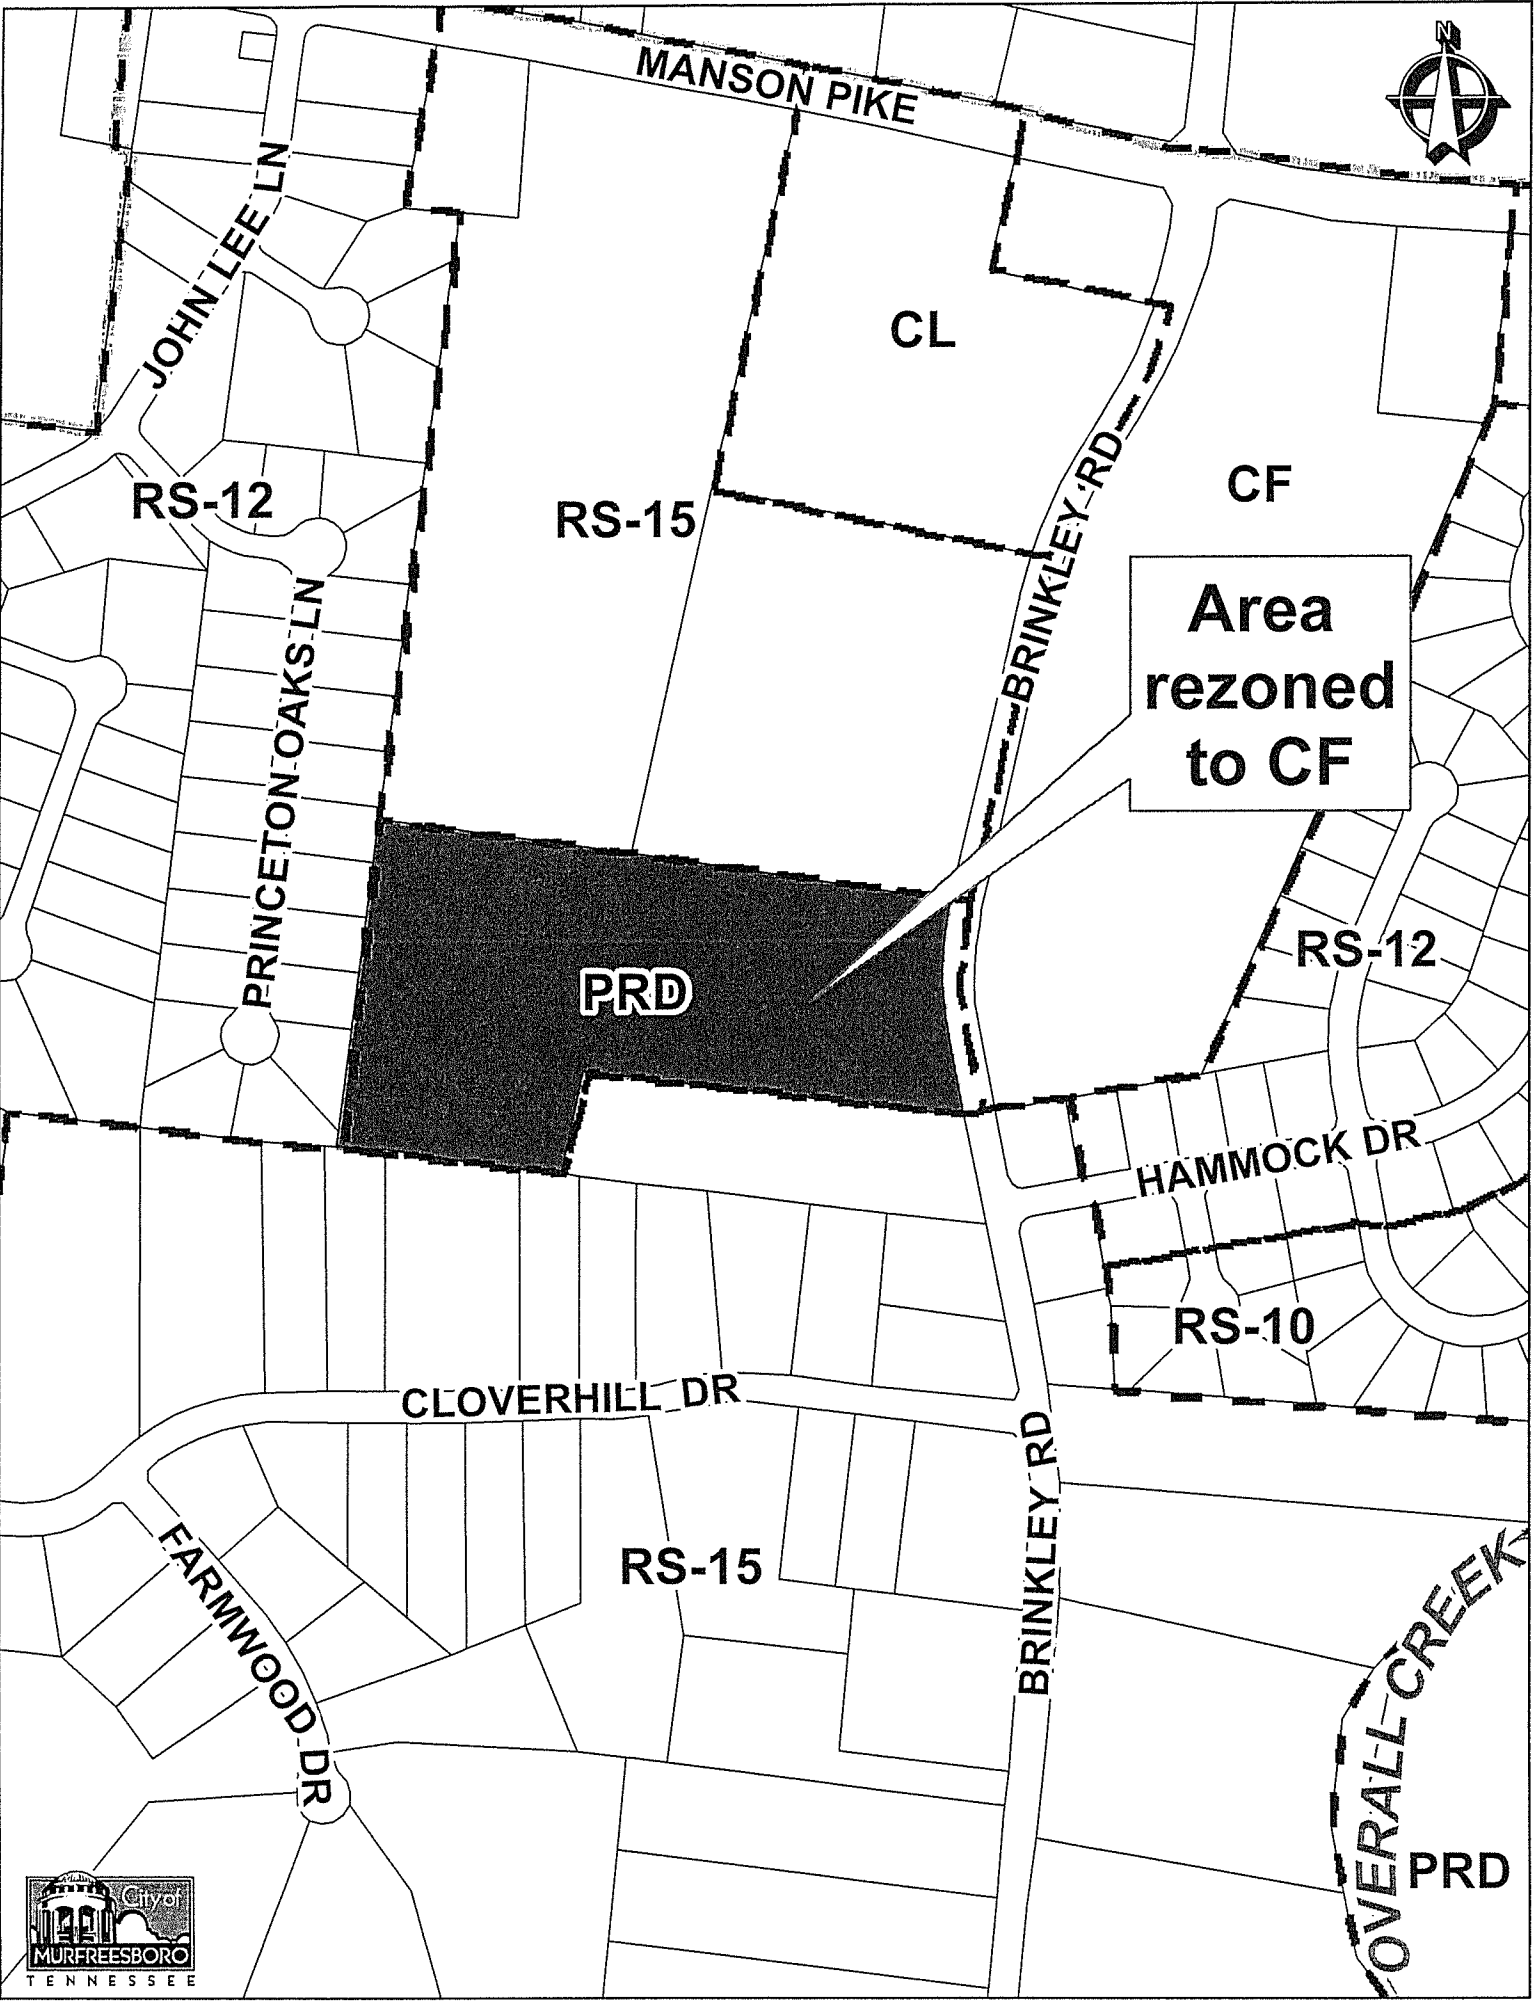 N
MANSON PIKE
JOHN LEE LN
CL
CF
RS-12
RS-15
BRINKLEY RD
Area
rezoned
to CF
PRINCETON OAKS LN
RS-12
PRD
HAMMOCK DR
RS-10
CLOVERHILL DR
BRINKLEY RD
FARMWOOD DR
RS-15
OVERALL CREEK
PRD
City of
MURFREESBORO
TENNESSEE